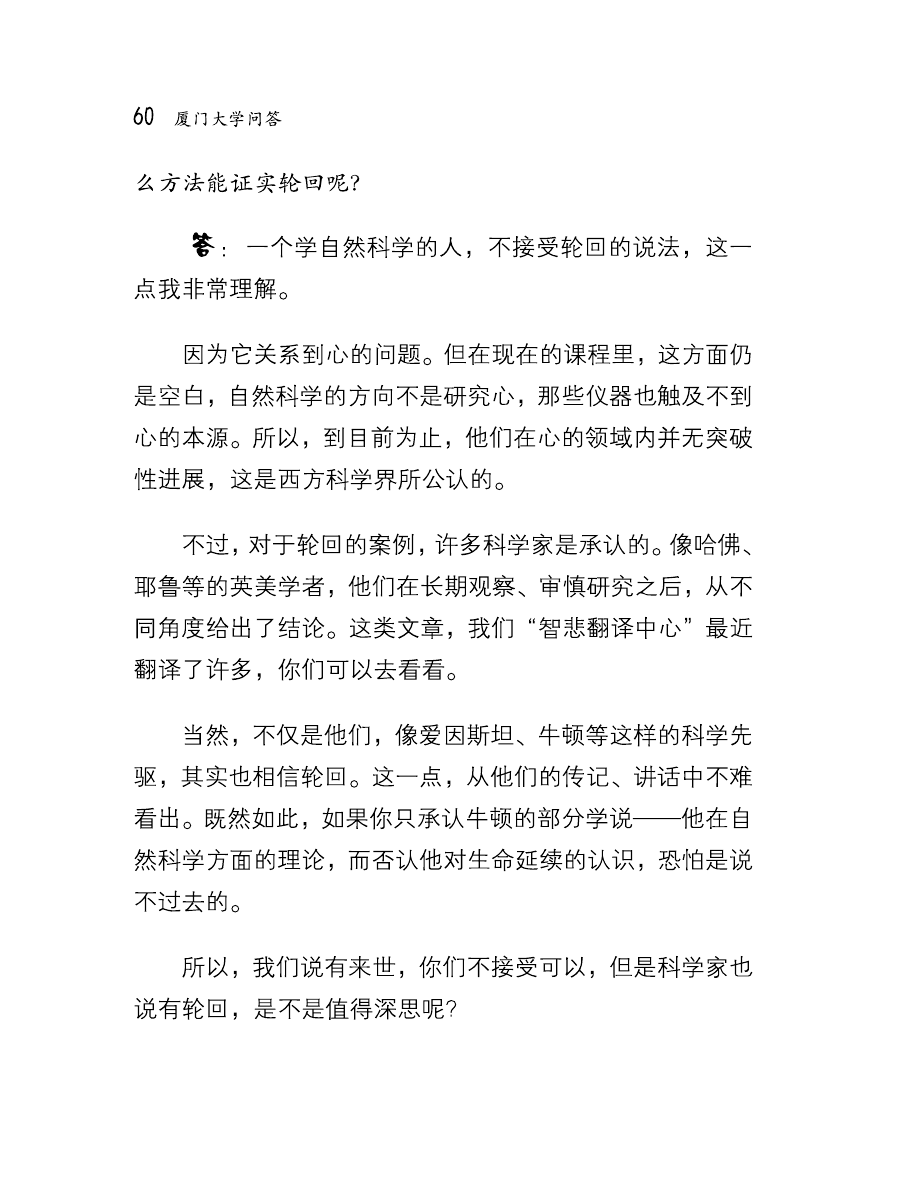 60 厦门大学问答
么方法能证实轮回呢？
答：一个学自然科学的人，不接受轮回的说法，这一
点我非常理解。
因为它关系到心的问题。但在现在的课程里，这方面仍
是空白，自然科学的方向不是研究心，那些仪器也触及不到
心的本源。所以，到目前为止，他们在心的领域内并无突破
性进展，这是西方科学界所公认的。
不过，对于轮回的案例，许多科学家是承认的。像哈佛、
耶鲁等的英美学者，他们在长期观察、审慎研究之后，从不
同角度给出了结论。这类文章，我们“智悲翻译中心”最近
翻译了许多，你们可以去看看。
当然，不仅是他们，像爱因斯坦、牛顿等这样的科学先
驱，其实也相信轮回。这一点，从他们的传记、讲话中不难
看出。既然如此，如果你只承认牛顿的部分学说——他在自
然科学方面的理论，而否认他对生命延续的认识，恐怕是说
不过去的。
所以，我们说有来世，你们不接受可以，但是科学家也
说有轮回，是不是值得深思呢？